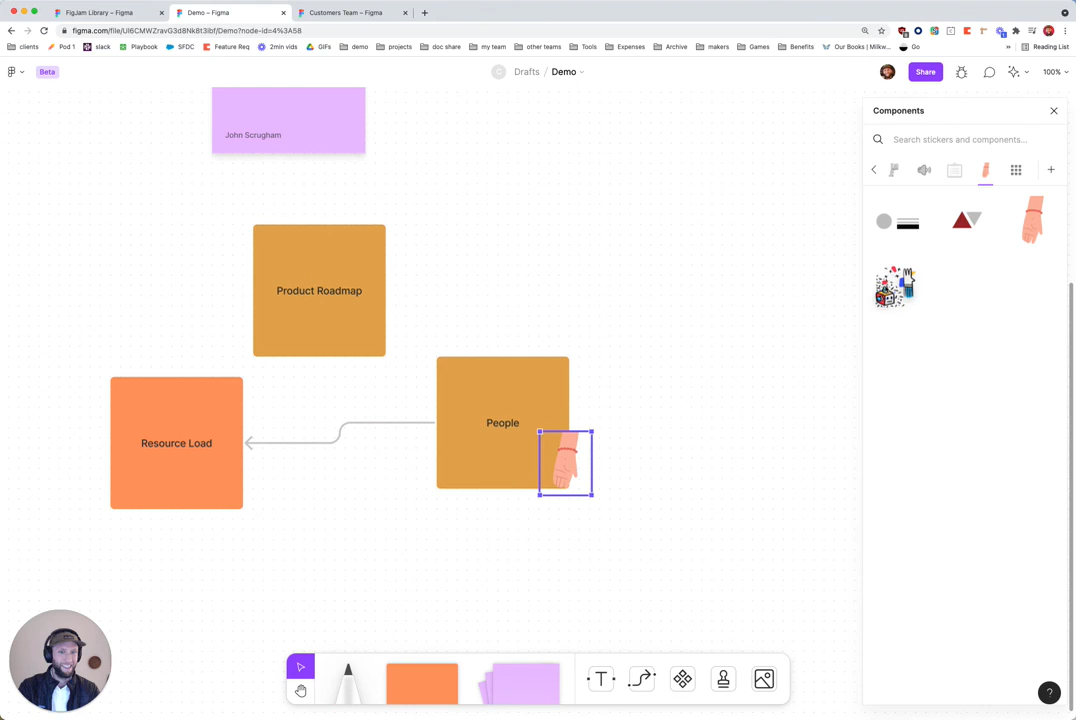 FigJam Library – Figma
Demo – Figma
Customers Team – Figma
figma.com/file/UI6CMWZravG3d8Nk8t3lbf/Demo?node-id=4%3A58
clients
Pod 1
slack
Playbook
SFDC
Feature Req
2min vids
GIFs
demo
projects
doc share
my team
other teams
Tools
Expenses
Archive
makers
Games
Benefits
Our Books | Milkw...
Go
»
Other Bookmarks
Reading List
Beta
C
Drafts / Demo
Share
100%
John Scrugham
Product Roadmap
Resource Load
People
Components
Search stickers and components...
T
?